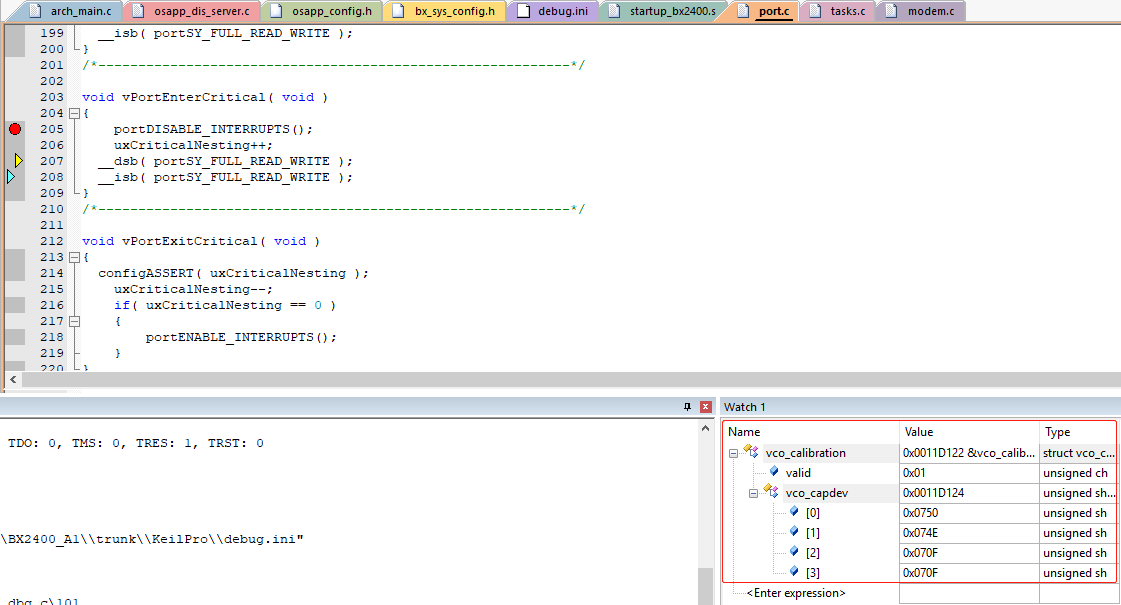 arch_main.c osapp_dis_server.c osapp_config.h bx_sys_config.h debug.ini startup_bx2400.s port.c tasks.c modem.c
199 __isb( portSY_FULL_READ_WRITE );
200 }
201 /*-----------------------------------------------------------*/
202
203 void vPortEnterCritical( void )
204 {
205 portDISABLE_INTERRUPTS();
206 uxCriticalNesting++;
207 __dsb( portSY_FULL_READ_WRITE );
208 __isb( portSY_FULL_READ_WRITE );
209 }
210 /*-----------------------------------------------------------*/
211
212 void vPortExitCritical( void )
213 {
214 configASSERT( uxCriticalNesting );
215 uxCriticalNesting--;
216 if( uxCriticalNesting == 0 )
217 {
218 portENABLE_INTERRUPTS();
219 }
220 }
TDO: 0, TMS: 0, TRES: 1, TRST: 0
\BX2400_A1\\trunk\\KeilPro\\debug.ini"
dbg c\101
Watch 1
Name Value Type
vco_calibration 0x0011D122 &vco_calib... struct vco_c...
valid 0x01 unsigned ch
vco_capdev 0x0011D124 unsigned sh...
[0] 0x0750 unsigned sh
[1] 0x074E unsigned sh
[2] 0x070F unsigned sh
[3] 0x070F unsigned sh
<Enter expression>